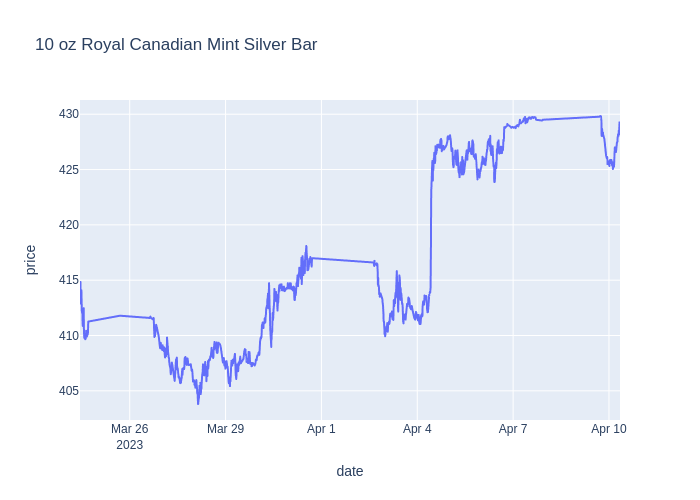 10 oz Royal Canadian Mint Silver Bar
430
425
420
415
410
405
price
Mar 26
2023
Mar 29
Apr 1
Apr 4
Apr 7
Apr 10
date